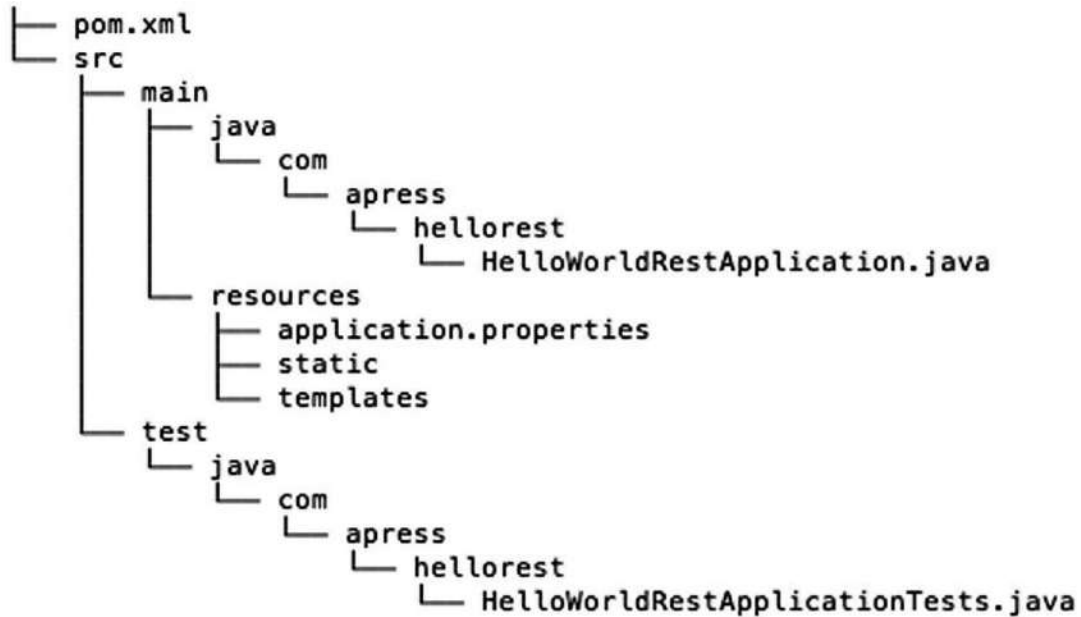 pom.xml
src
main
java
com
apress
hellorest
HelloWorldRestApplication.java
resources
application.properties
static
templates
test
java
com
apress
hellorest
HelloWorldRestApplicationTests.java